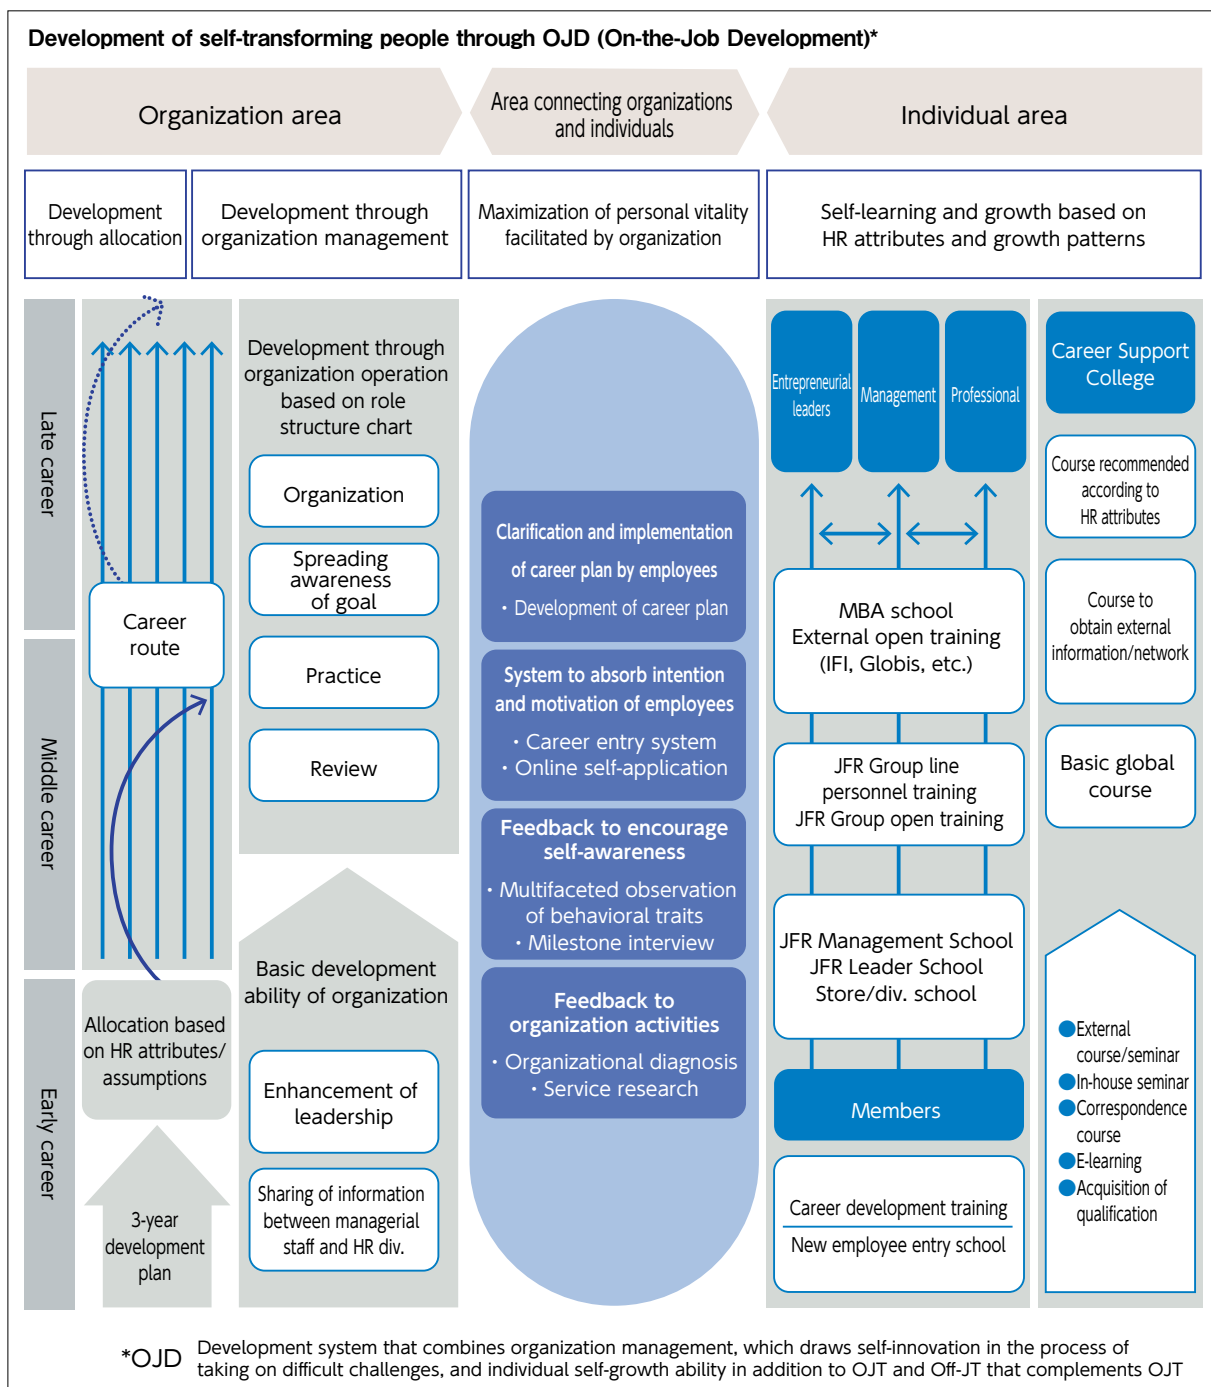 Development of self-transforming people through OJD (On-the-Job Development)*
Organization area
Area connecting organizations
and individuals
Individual area
Development
through allocation
Development through
organization management
Maximization of personal vitality
facilitated by organization
Self-learning and growth based on
HR attributes and growth patterns
Late career
Middle career
Early career
Career
route
Allocation based
on HR attributes/
assumptions
3-year
development
plan
Development through
organization operation
based on role
structure chart
Organization
Spreading
awareness
of goal
Practice
Review
Basic development
ability of organization
Enhancement of
leadership
Sharing of information
between managerial
staff and HR div.
Clarification and implementation
of career plan by employees
・Development of career plan
System to absorb intention
and motivation of employees
・Career entry system
・Online self-application
Feedback to encourage
self-awareness
・Multifaceted observation
of behavioral traits
・Milestone interview
Feedback to
organization activities
・Organizational diagnosis
・Service research
Entrepreneurial
leaders
Management
Professional
MBA school
External open training
(IFI, Globis, etc.)
JFR Group line
personnel training
JFR Group open training
JFR Management School
JFR Leader School
Store/div. school
Members
Career development training
New employee entry school
Career Support
College
Course recommended
according to
HR attributes
Course to
obtain external
information/network
Basic global
course
●External
course/seminar
●In-house seminar
●Correspondence
course
●E-learning
●Acquisition of
qualification
*OJD Development system that combines organization management, which draws self-innovation in the process of
taking on difficult challenges, and individual self-growth ability in addition to OJT and Off-JT that complements OJT